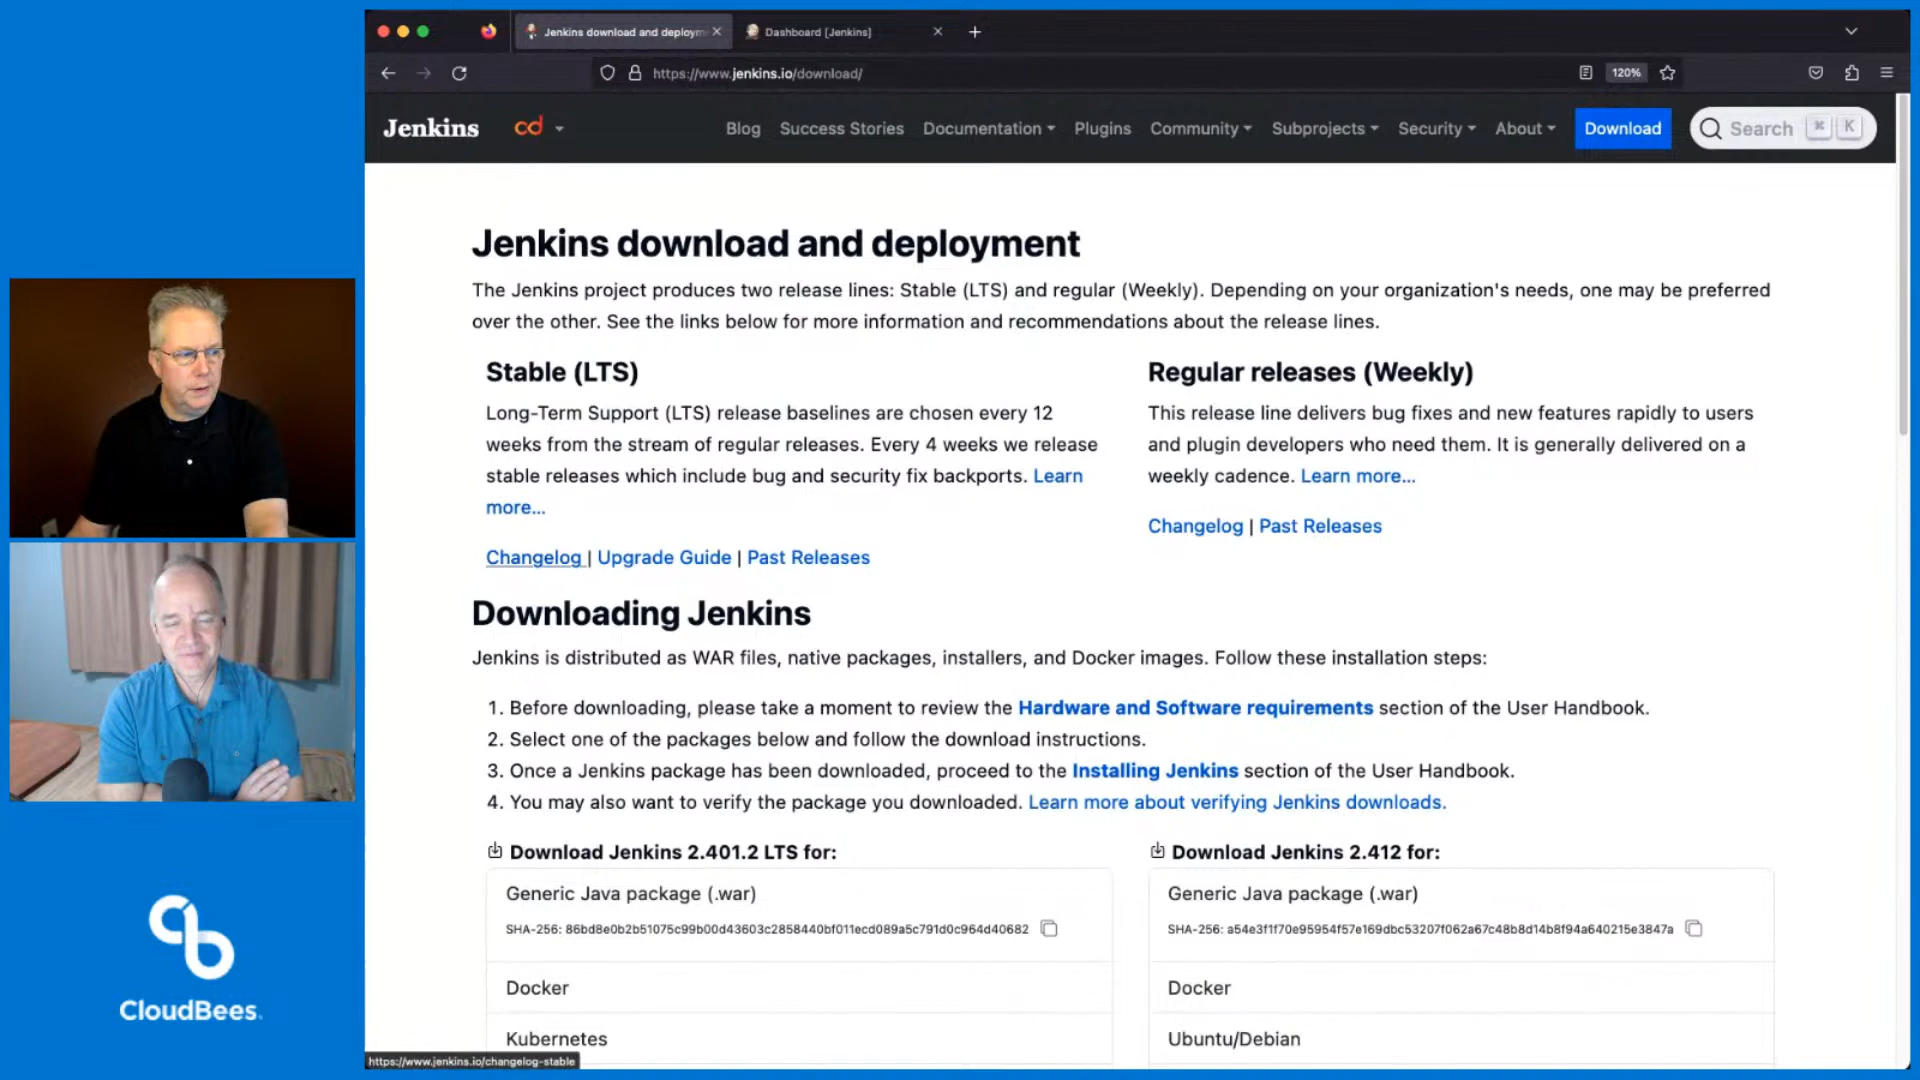 Jenkins download and deploym
Dashboard [Jenkins]
https://www.jenkins.io/download/
120%
Jenkins
cd
Blog
Success Stories
Documentation
Plugins
Community
Subprojects
Security
About
Download
Search ⌘ K
Jenkins download and deployment
The Jenkins project produces two release lines: Stable (LTS) and regular (Weekly). Depending on your organization's needs, one may be preferred
over the other. See the links below for more information and recommendations about the release lines.
Stable (LTS)
Long-Term Support (LTS) release baselines are chosen every 12
weeks from the stream of regular releases. Every 4 weeks we release
stable releases which include bug and security fix backports. Learn
more...
Changelog | Upgrade Guide | Past Releases
Regular releases (Weekly)
This release line delivers bug fixes and new features rapidly to users
and plugin developers who need them. It is generally delivered on a
weekly cadence. Learn more...
Changelog | Past Releases
Downloading Jenkins
Jenkins is distributed as WAR files, native packages, installers, and Docker images. Follow these installation steps:
1. Before downloading, please take a moment to review the Hardware and Software requirements section of the User Handbook.
2. Select one of the packages below and follow the download instructions.
3. Once a Jenkins package has been downloaded, proceed to the Installing Jenkins section of the User Handbook.
4. You may also want to verify the package you downloaded. Learn more about verifying Jenkins downloads.
Download Jenkins 2.401.2 LTS for:
Generic Java package (.war)
SHA-256: 86bd8e0b2b51075c99b00d43603c2858440bf011ecd089a5c791d0c964d40682
Docker
Kubernetes
Download Jenkins 2.412 for:
Generic Java package (.war)
SHA-256: a54e3f1f70e95954f57e169dbc53207f062a67c48b8d14b8f94a640215e3847a
Docker
Ubuntu/Debian
https://www.jenkins.io/changelog-stable
CloudBees.